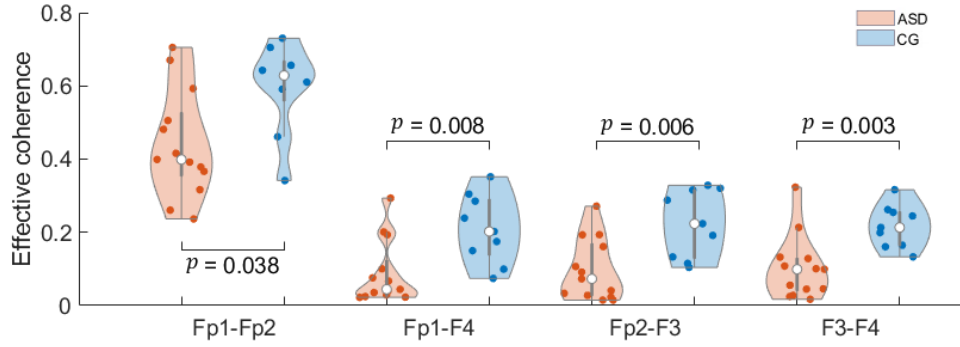 0.8
0.6
0.4
0.2
0
Effective coherence
ASD
CG
p = 0.038
p = 0.008
p = 0.006
p = 0.003
Fp1-Fp2
Fp1-F4
Fp2-F3
F3-F4